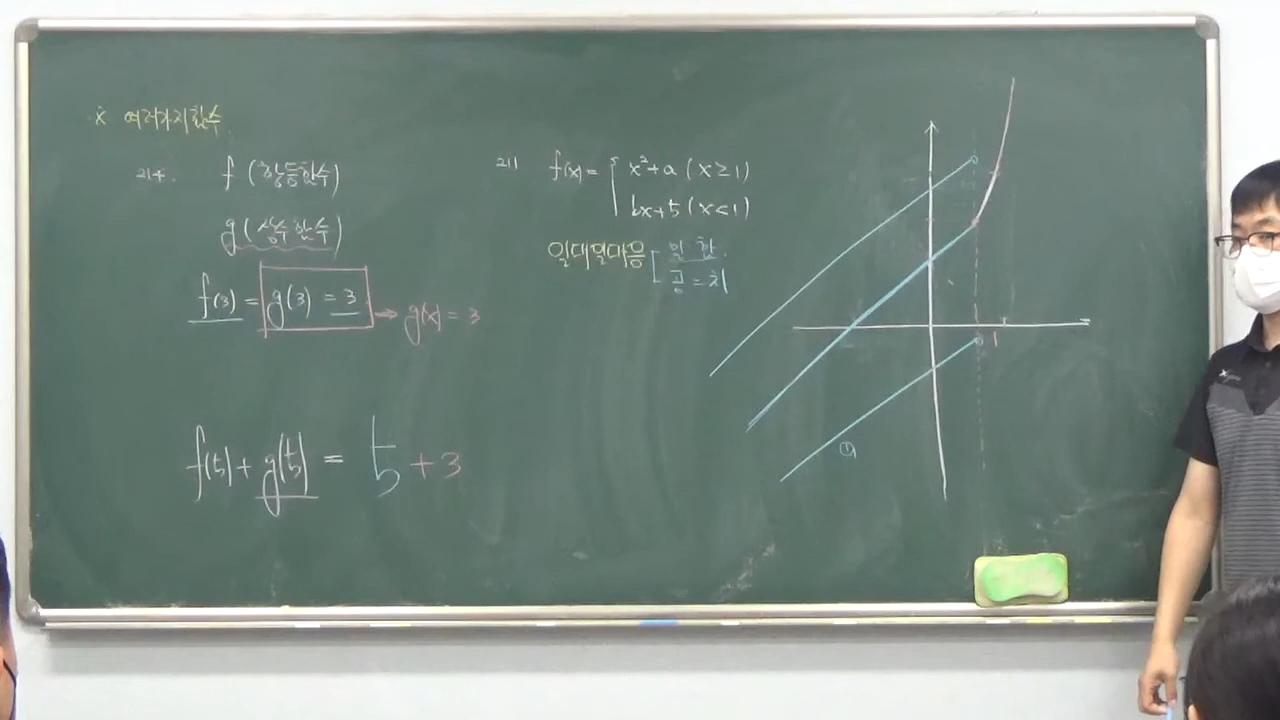 ※ 여러가지함수
214. f (항등함수)
g (상수함수)
f(3) = g(3) = 3 → g(x) = 3
f(5) + g(5) = 5 + 3
211 f(x) = { x²+a (x≥1)
bx+5 (x<1)
일대일대응 [ 일함.
공=치
1
①